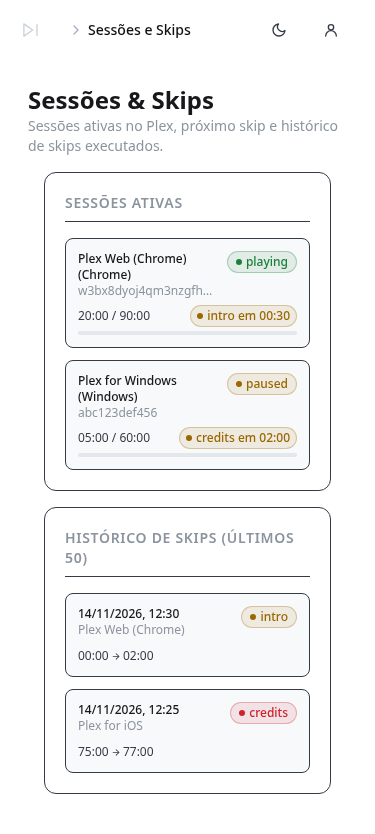 Sessões e Skips
Sessões & Skips
Sessões ativas no Plex, próximo skip e histórico
de skips executados.
SESSÕES ATIVAS
Plex Web (Chrome)
(Chrome)
playing
w3bx8dyoj4qm3nzgfh...
20:00 / 90:00
intro em 00:30
Plex for Windows
(Windows)
paused
abc123def456
05:00 / 60:00
credits em 02:00
HISTÓRICO DE SKIPS (ÚLTIMOS
50)
14/11/2026, 12:30
intro
Plex Web (Chrome)
00:00 → 02:00
14/11/2026, 12:25
credits
Plex for iOS
75:00 → 77:00